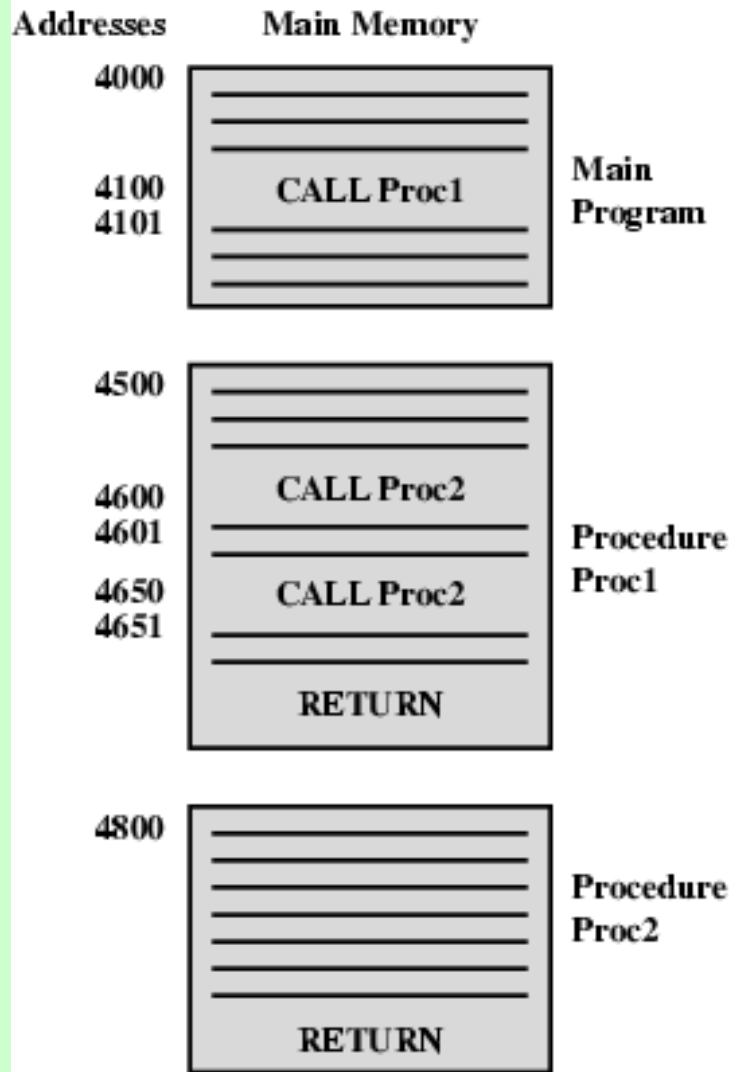 Addresses Main Memory
4000
4100 CALL Proc1
4101
Main
Program
4500
4600 CALL Proc2
4601
4650 CALL Proc2
4651
RETURN
Procedure
Proc1
4800
Procedure
Proc2
RETURN